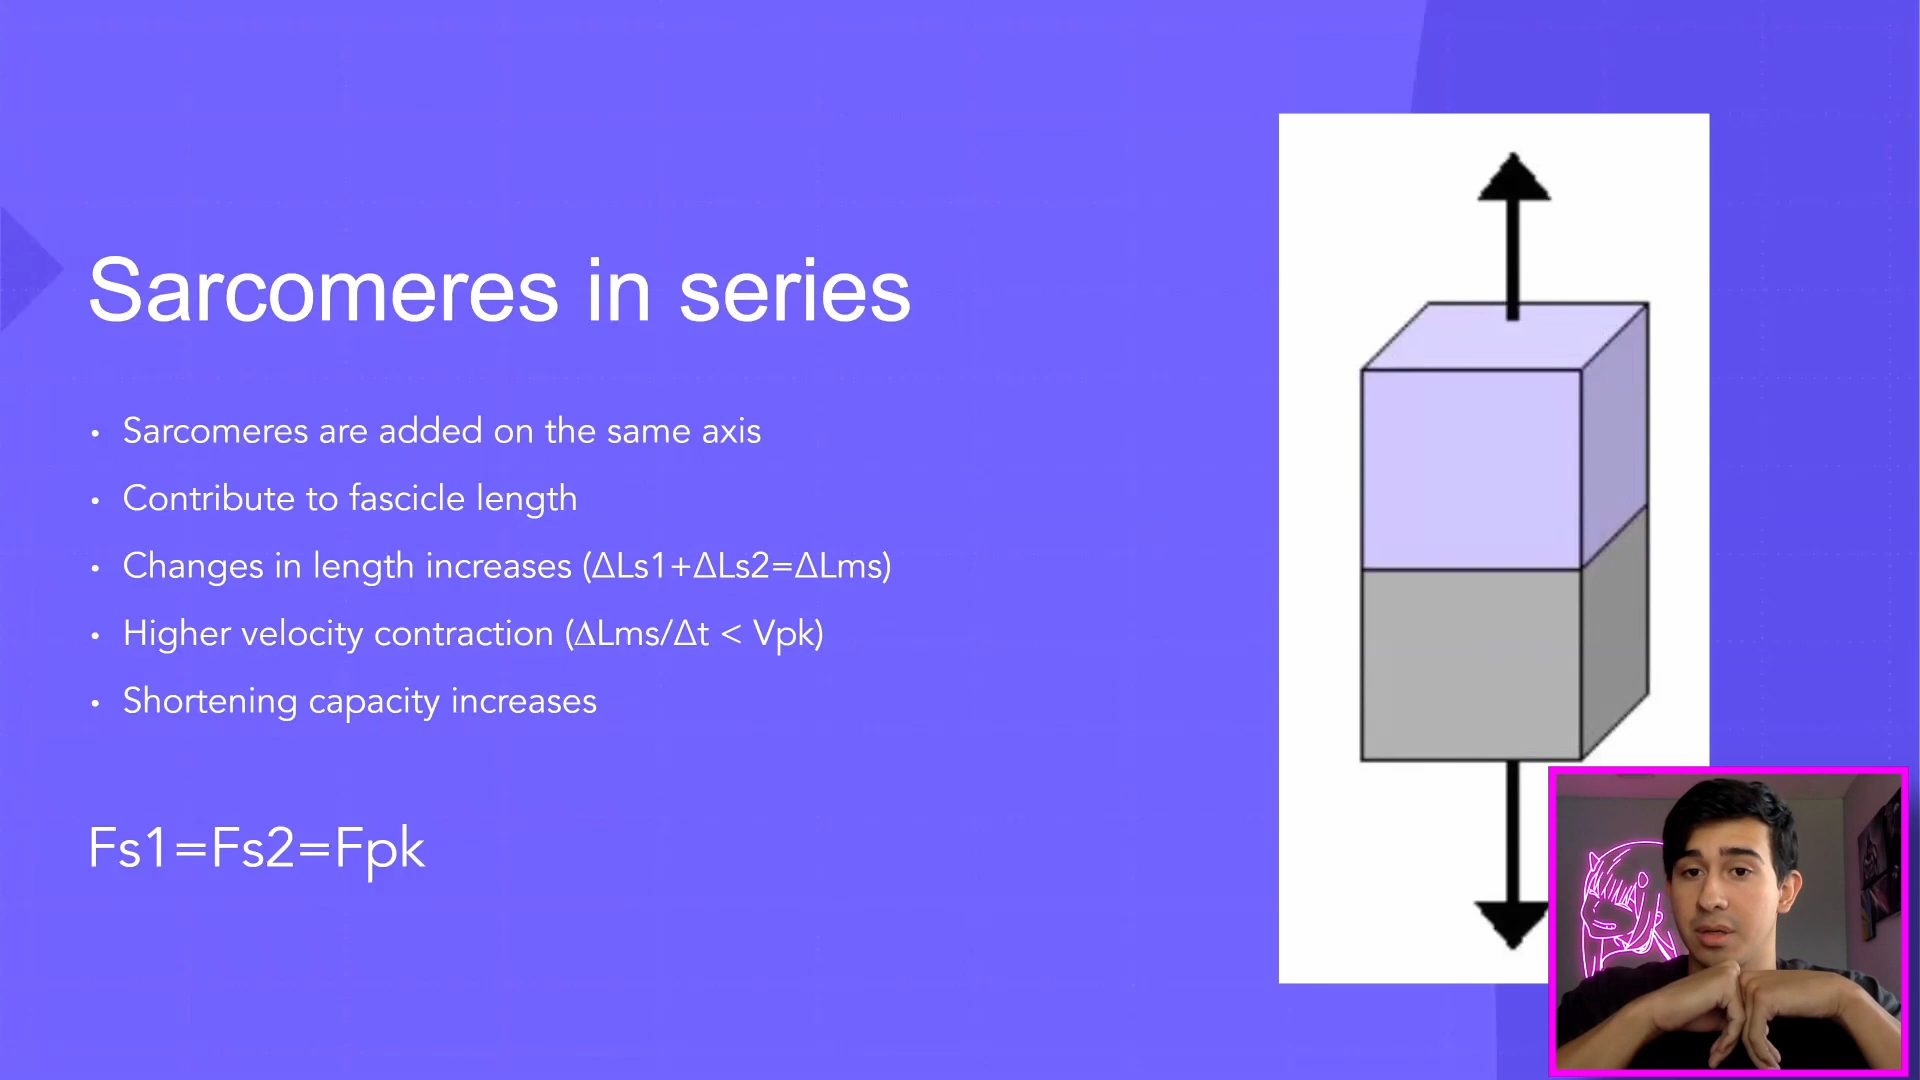 Sarcomeres in series
• Sarcomeres are added on the same axis
• Contribute to fascicle length
• Changes in length increases (ΔLs1+ΔLs2=ΔLms)
• Higher velocity contraction (ΔLms/Δt < Vpk)
• Shortening capacity increases
Fs1=Fs2=Fpk